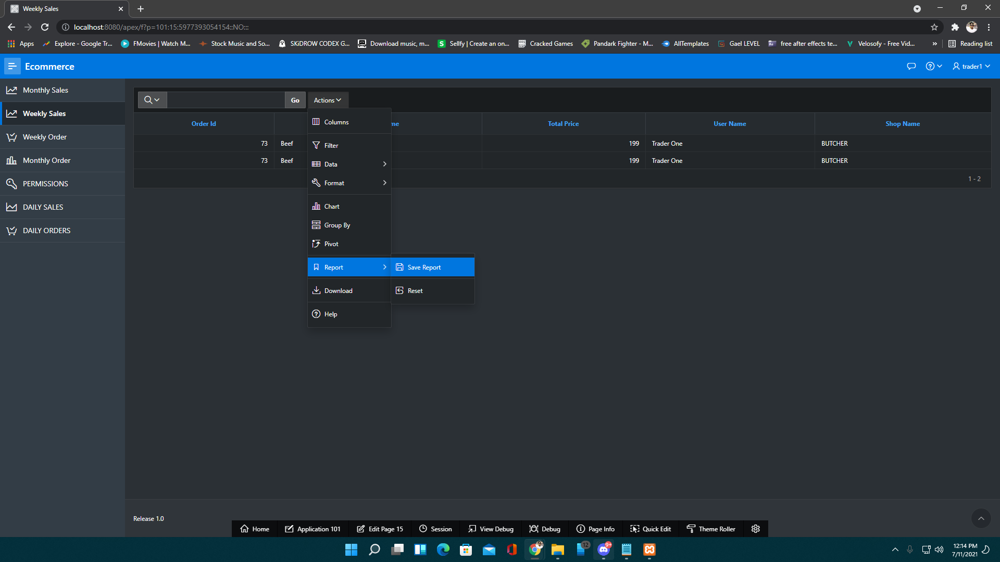 Weekly Sales
localhost:8080/apex/f?p=101:15:5977393054154::NO:::
Apps
Explore - Google Tr...
FMovies | Watch M...
Stock Music and So...
SKiDROW CODEX G...
Download music, m...
Sellfy | Create an on...
Cracked Games
Pandark Fighter - M...
AllTemplates
Gael LEVEL
free after effects te...
Velosofy - Free Vid...
»
Reading list
Ecommerce
trader1
Monthly Sales
Weekly Sales
Weekly Order
Monthly Order
PERMISSIONS
DAILY SALES
DAILY ORDERS
Go
Actions
Order Id
me
Total Price
User Name
Shop Name
73 Beef 199 Trader One BUTCHER
73 Beef 199 Trader One BUTCHER
1 - 2
Columns
Filter
Data
Format
Chart
Group By
Pivot
Report
Download
Help
Save Report
Reset
Release 1.0
Home
Application 101
Edit Page 15
Session
View Debug
Debug
Page Info
Quick Edit
Theme Roller
12
9+
12:14 PM
7/11/2021